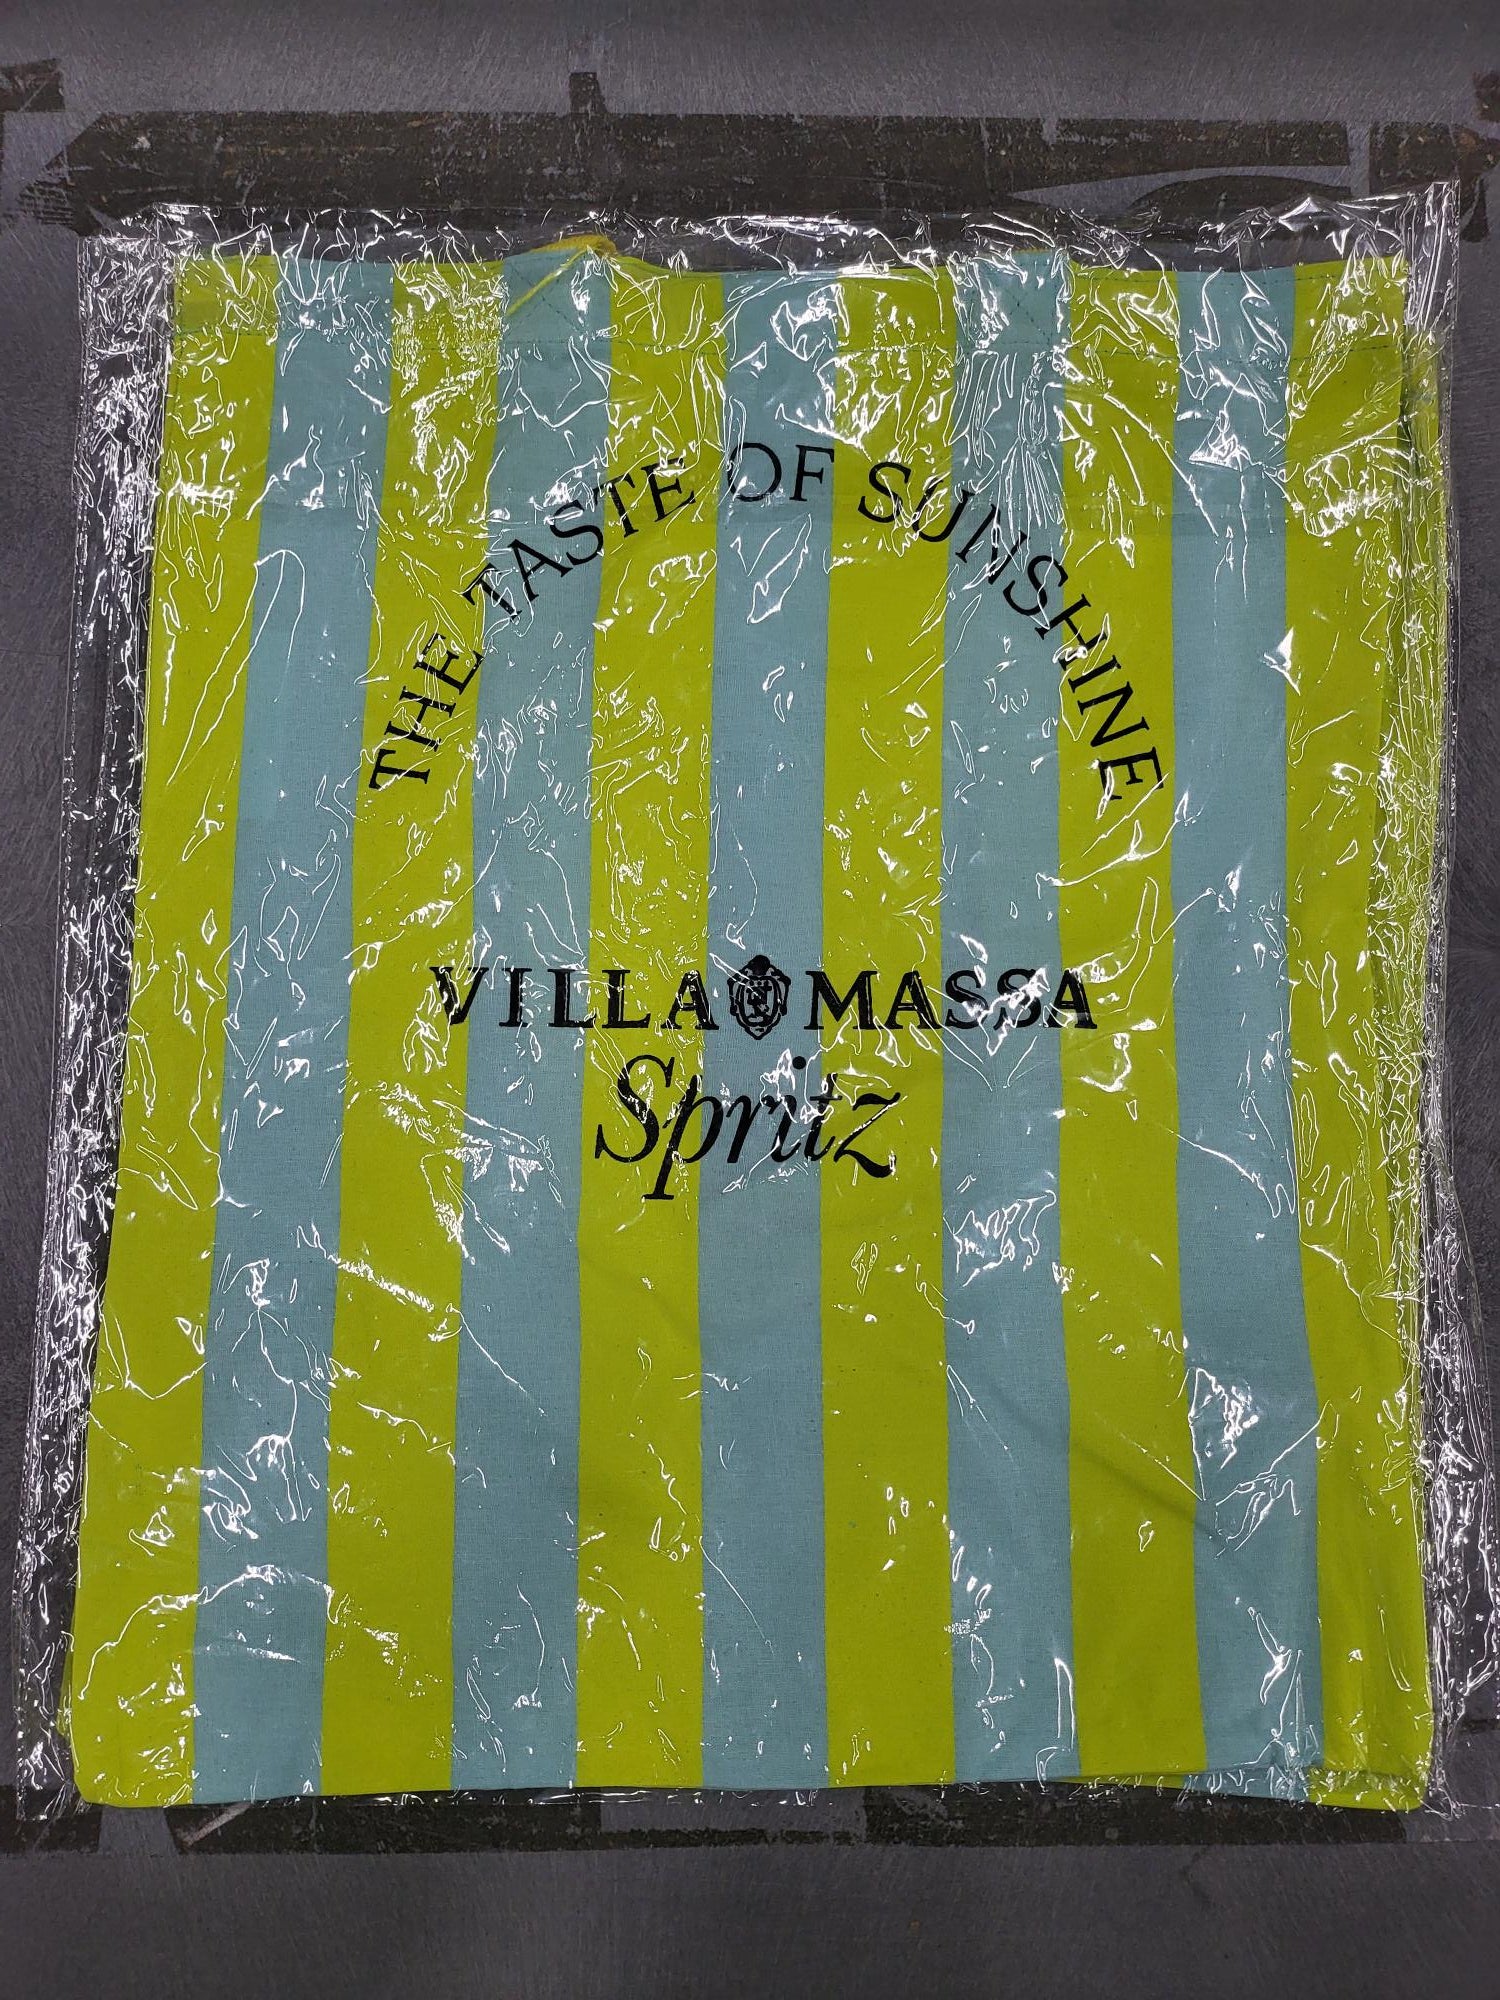 THE TASTE OF SUNSHINE
VILLA MASSA
Spritz